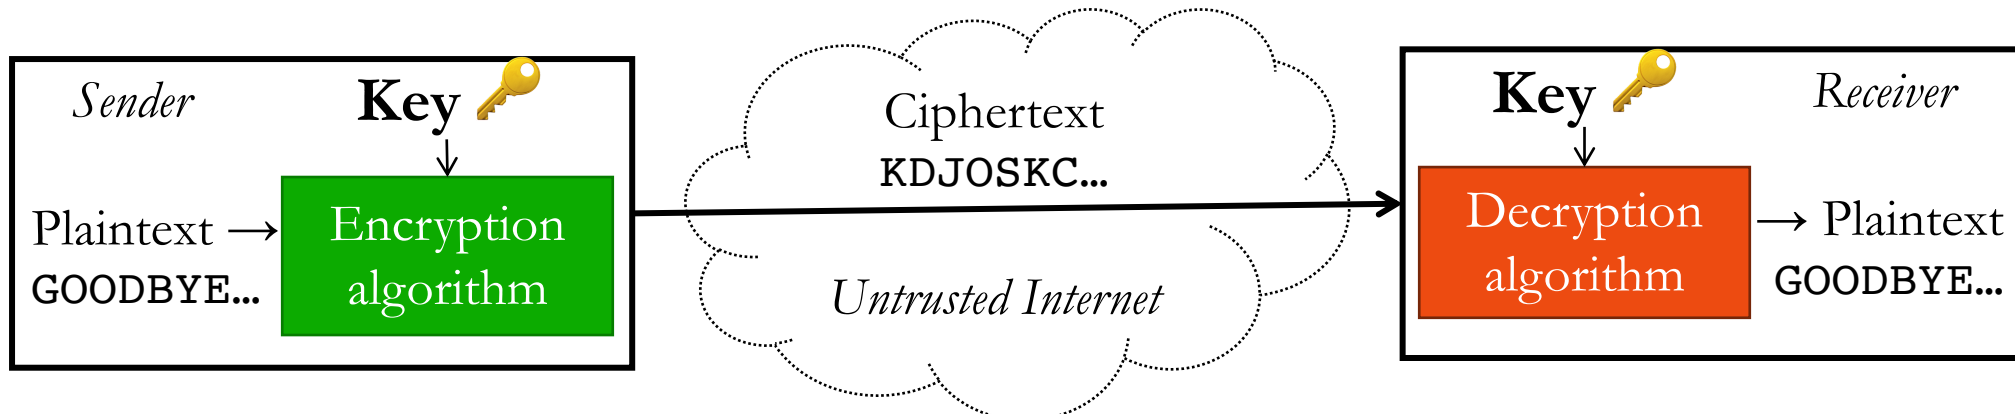 Sender
Key
Plaintext
GOODBYE…
Encryption
algorithm
Ciphertext
KDJOSKC…
Untrusted Internet
Key
Receiver
Decryption
algorithm
Plaintext
GOODBYE…